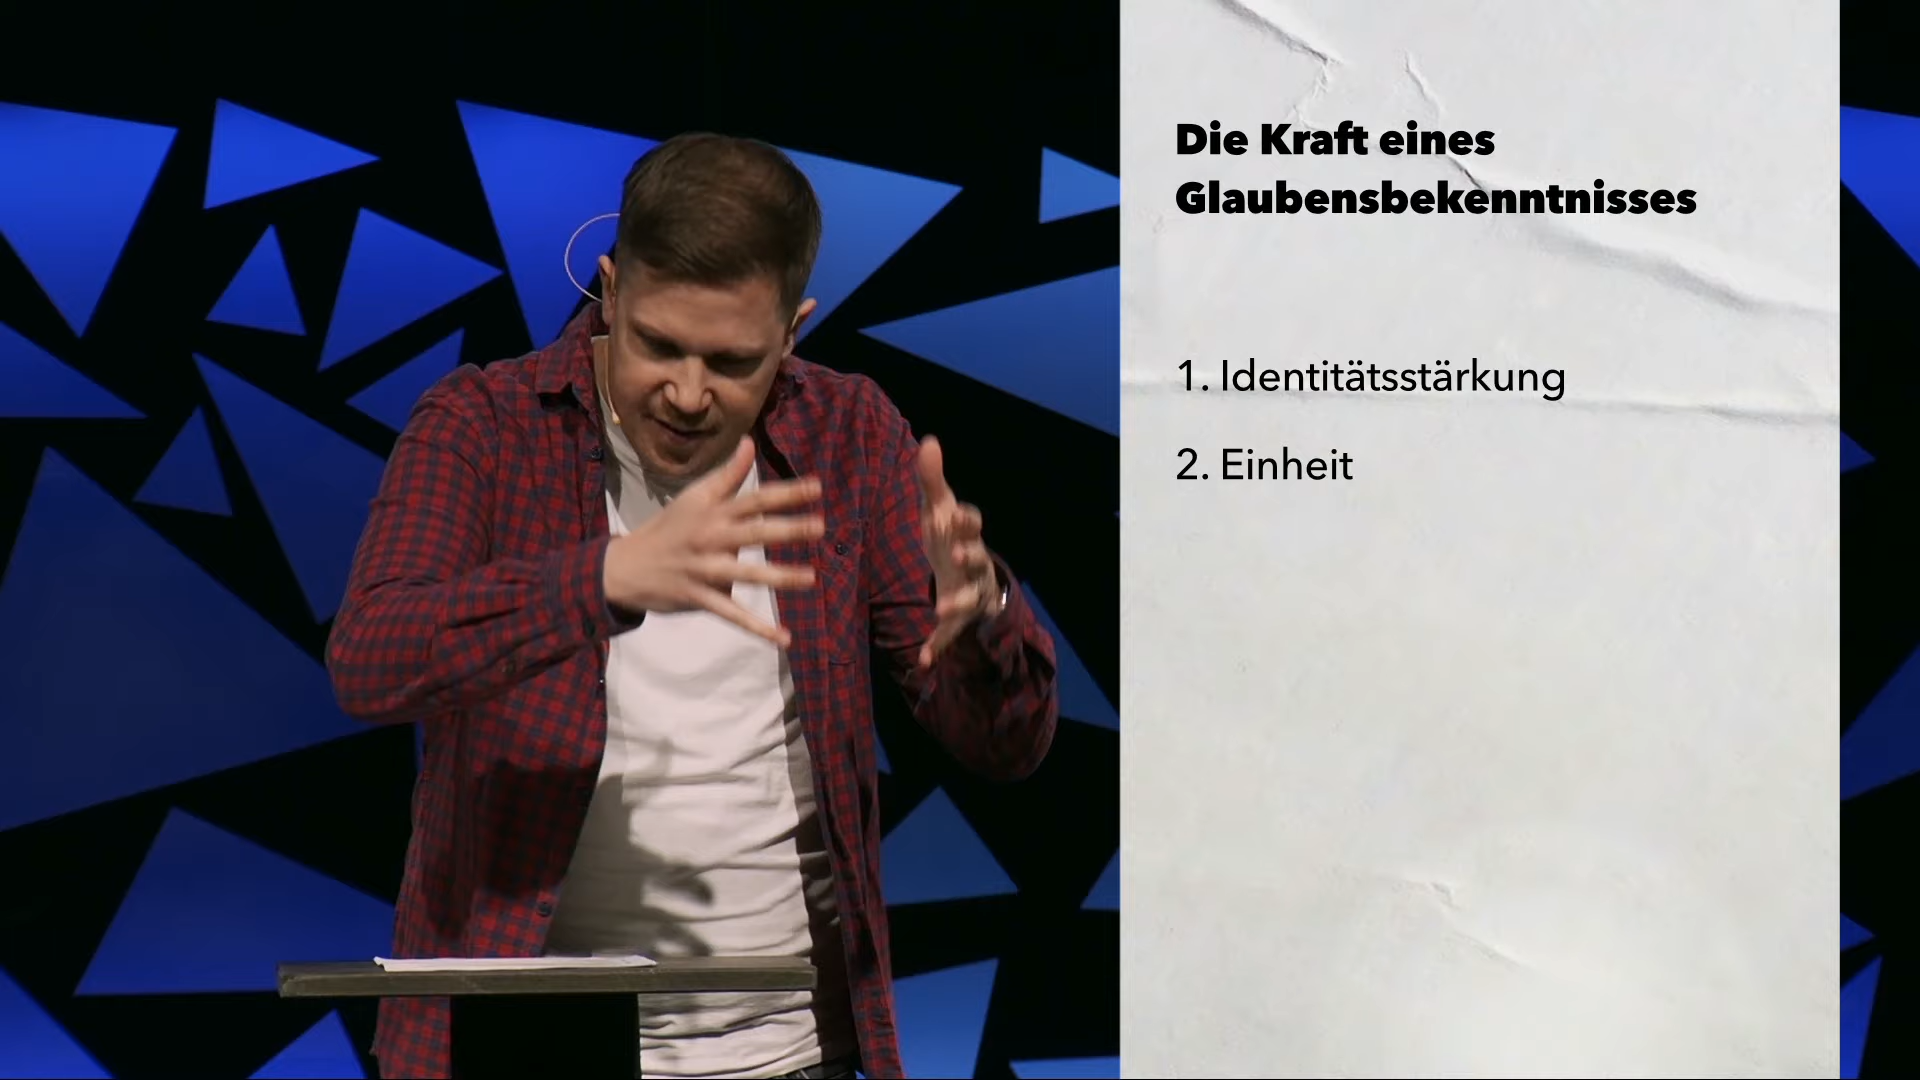 Die Kraft eines
Glaubensbekenntnisses
1. Identitätsstärkung
2. Einheit